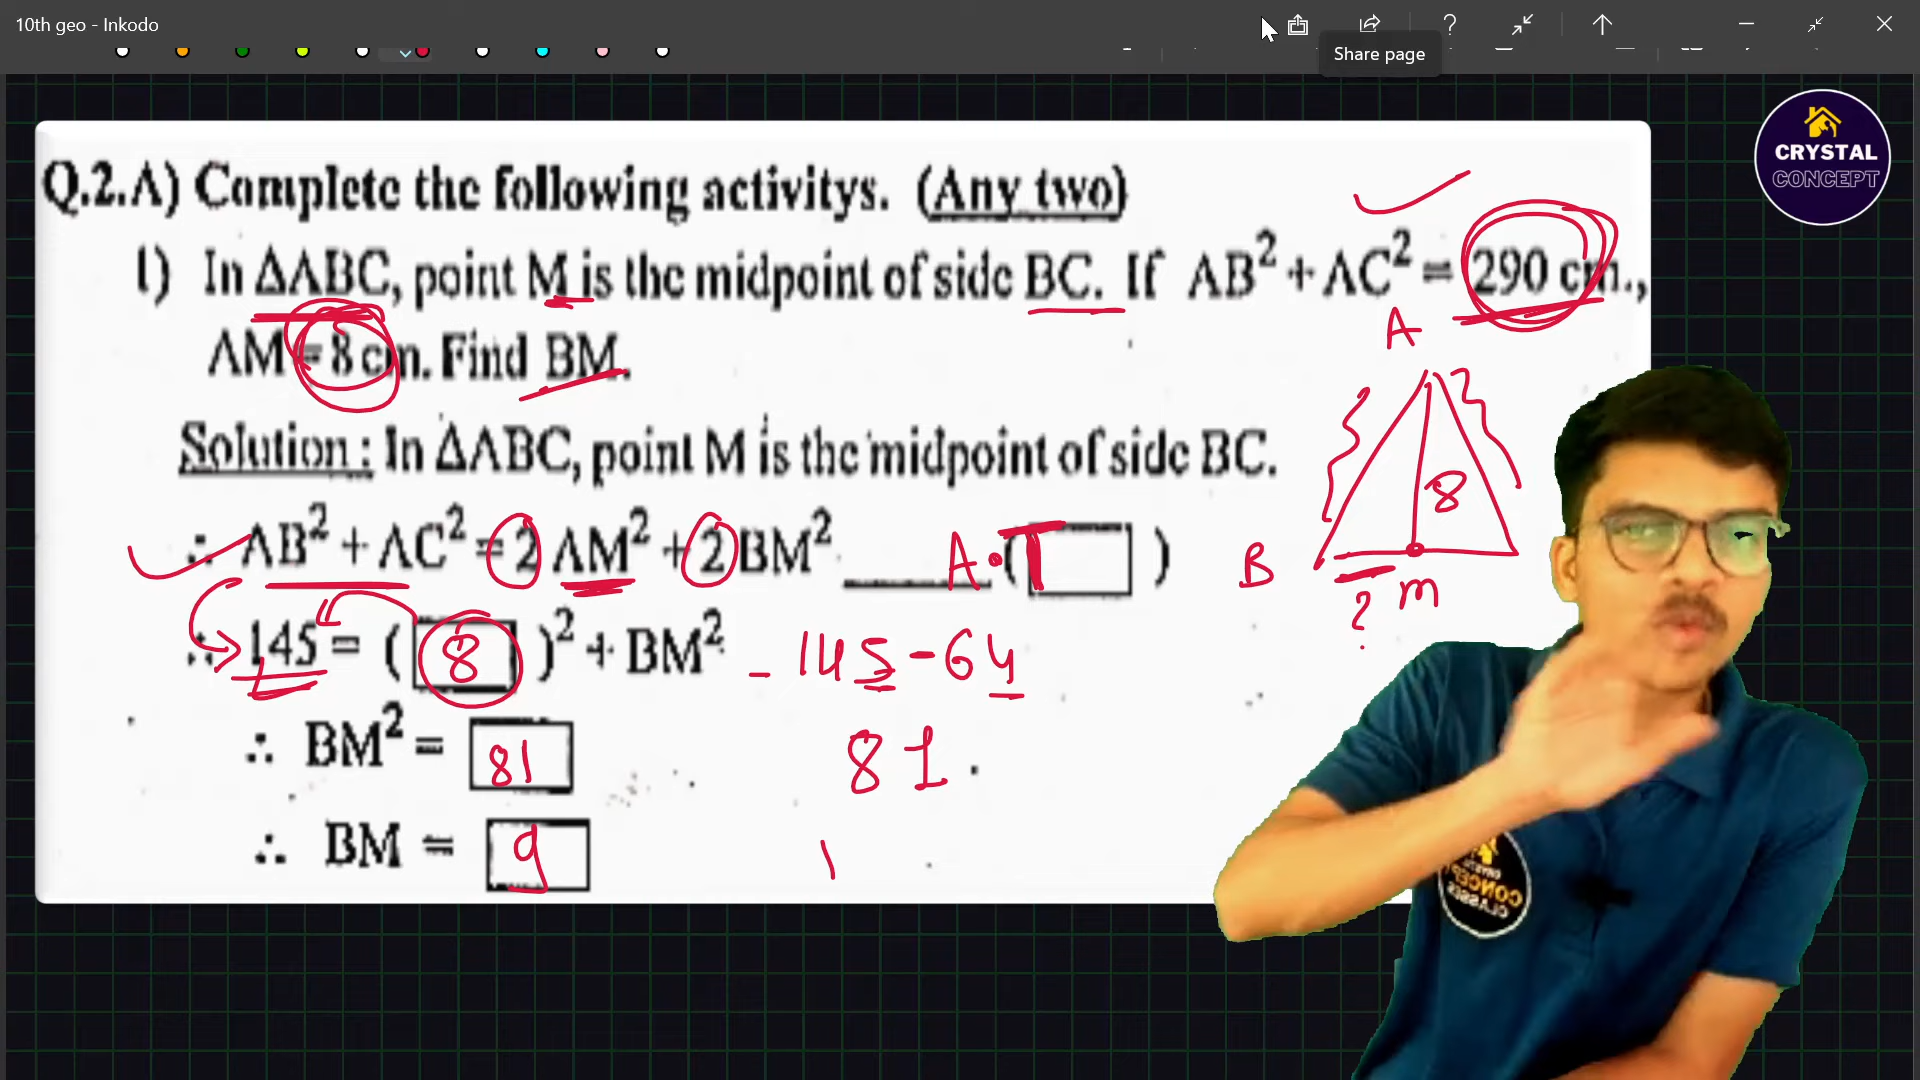 10th geo - Inkodo
Share page
CRYSTAL
CONCEPT
Q.2.A) Complete the following activitys. (Any two)
1) In ΔABC, point M is the midpoint of side BC. If AB² + AC² = 290 cm.,
AM = 8 cm. Find BM.
Solution : In ΔABC, point M is the midpoint of side BC.
∴ AB² + AC² = 2 AM² + 2 BM² ______ A. ( T )
∴ 145 = ( 8 )² + BM²
- 145 - 64
∴ BM² = 81
81
∴ BM = 9
A
8
B
m
?
CONCEPT
CLASSES